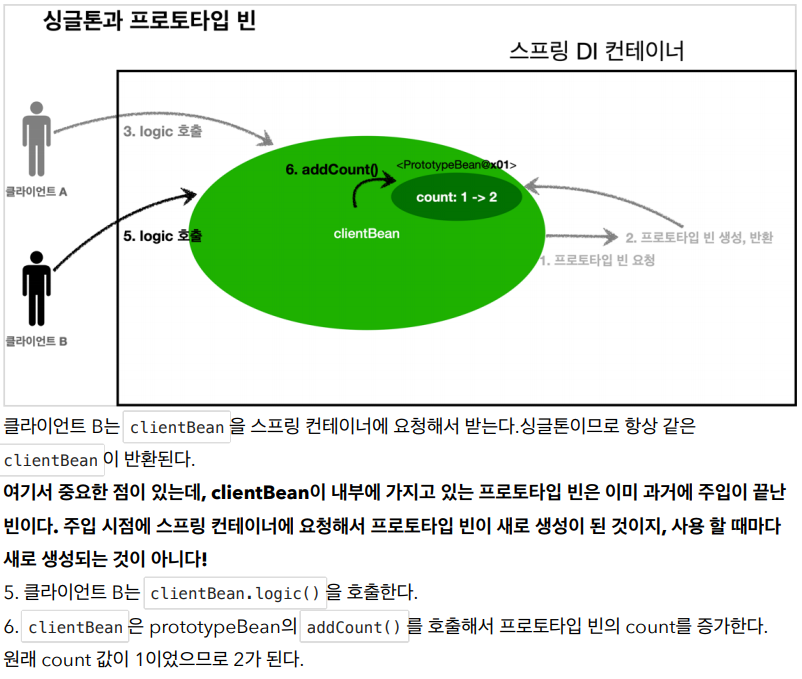 싱글톤과 프로토타입 빈
스프링 DI 컨테이너
3. logic 호출
클라이언트 A
6. addCount()
<PrototypeBean@x01>
count: 1 -> 2
clientBean
5. logic 호출
2. 프로토타입 빈 생성, 반환
1. 프로토타입 빈 요청
클라이언트 B
클라이언트 B는 clientBean 을 스프링 컨테이너에 요청해서 받는다.싱글톤이므로 항상 같은
clientBean 이 반환된다.
여기서 중요한 점이 있는데, clientBean이 내부에 가지고 있는 프로토타입 빈은 이미 과거에 주입이 끝난
빈이다. 주입 시점에 스프링 컨테이너에 요청해서 프로토타입 빈이 새로 생성이 된 것이지, 사용 할 때마다
새로 생성되는 것이 아니다!
5. 클라이언트 B는 clientBean.logic() 을 호출한다.
6. clientBean 은 prototypeBean의 addCount() 를 호출해서 프로토타입 빈의 count를 증가한다.
원래 count 값이 1이었으므로 2가 된다.